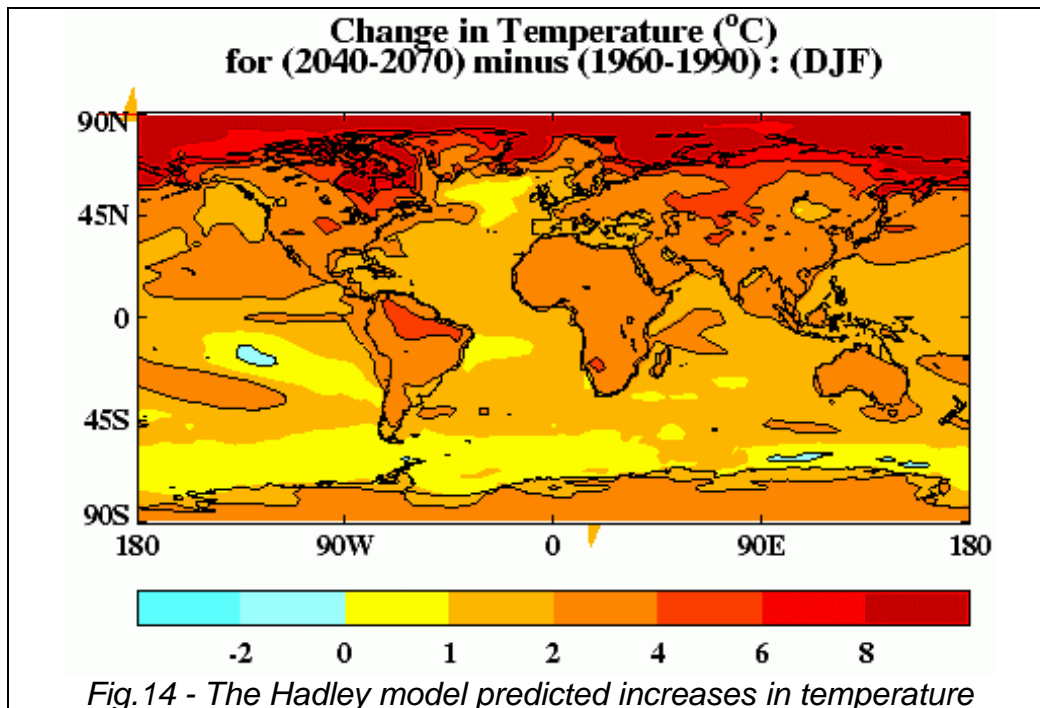 Change in Temperature (°C)
for (2040-2070) minus (1960-1990) : (DJF)
90N
45N
0
45S
90S
180 90W 0 90E 180
-2 0 1 2 4 6 8
Fig.14 - The Hadley model predicted increases in temperature